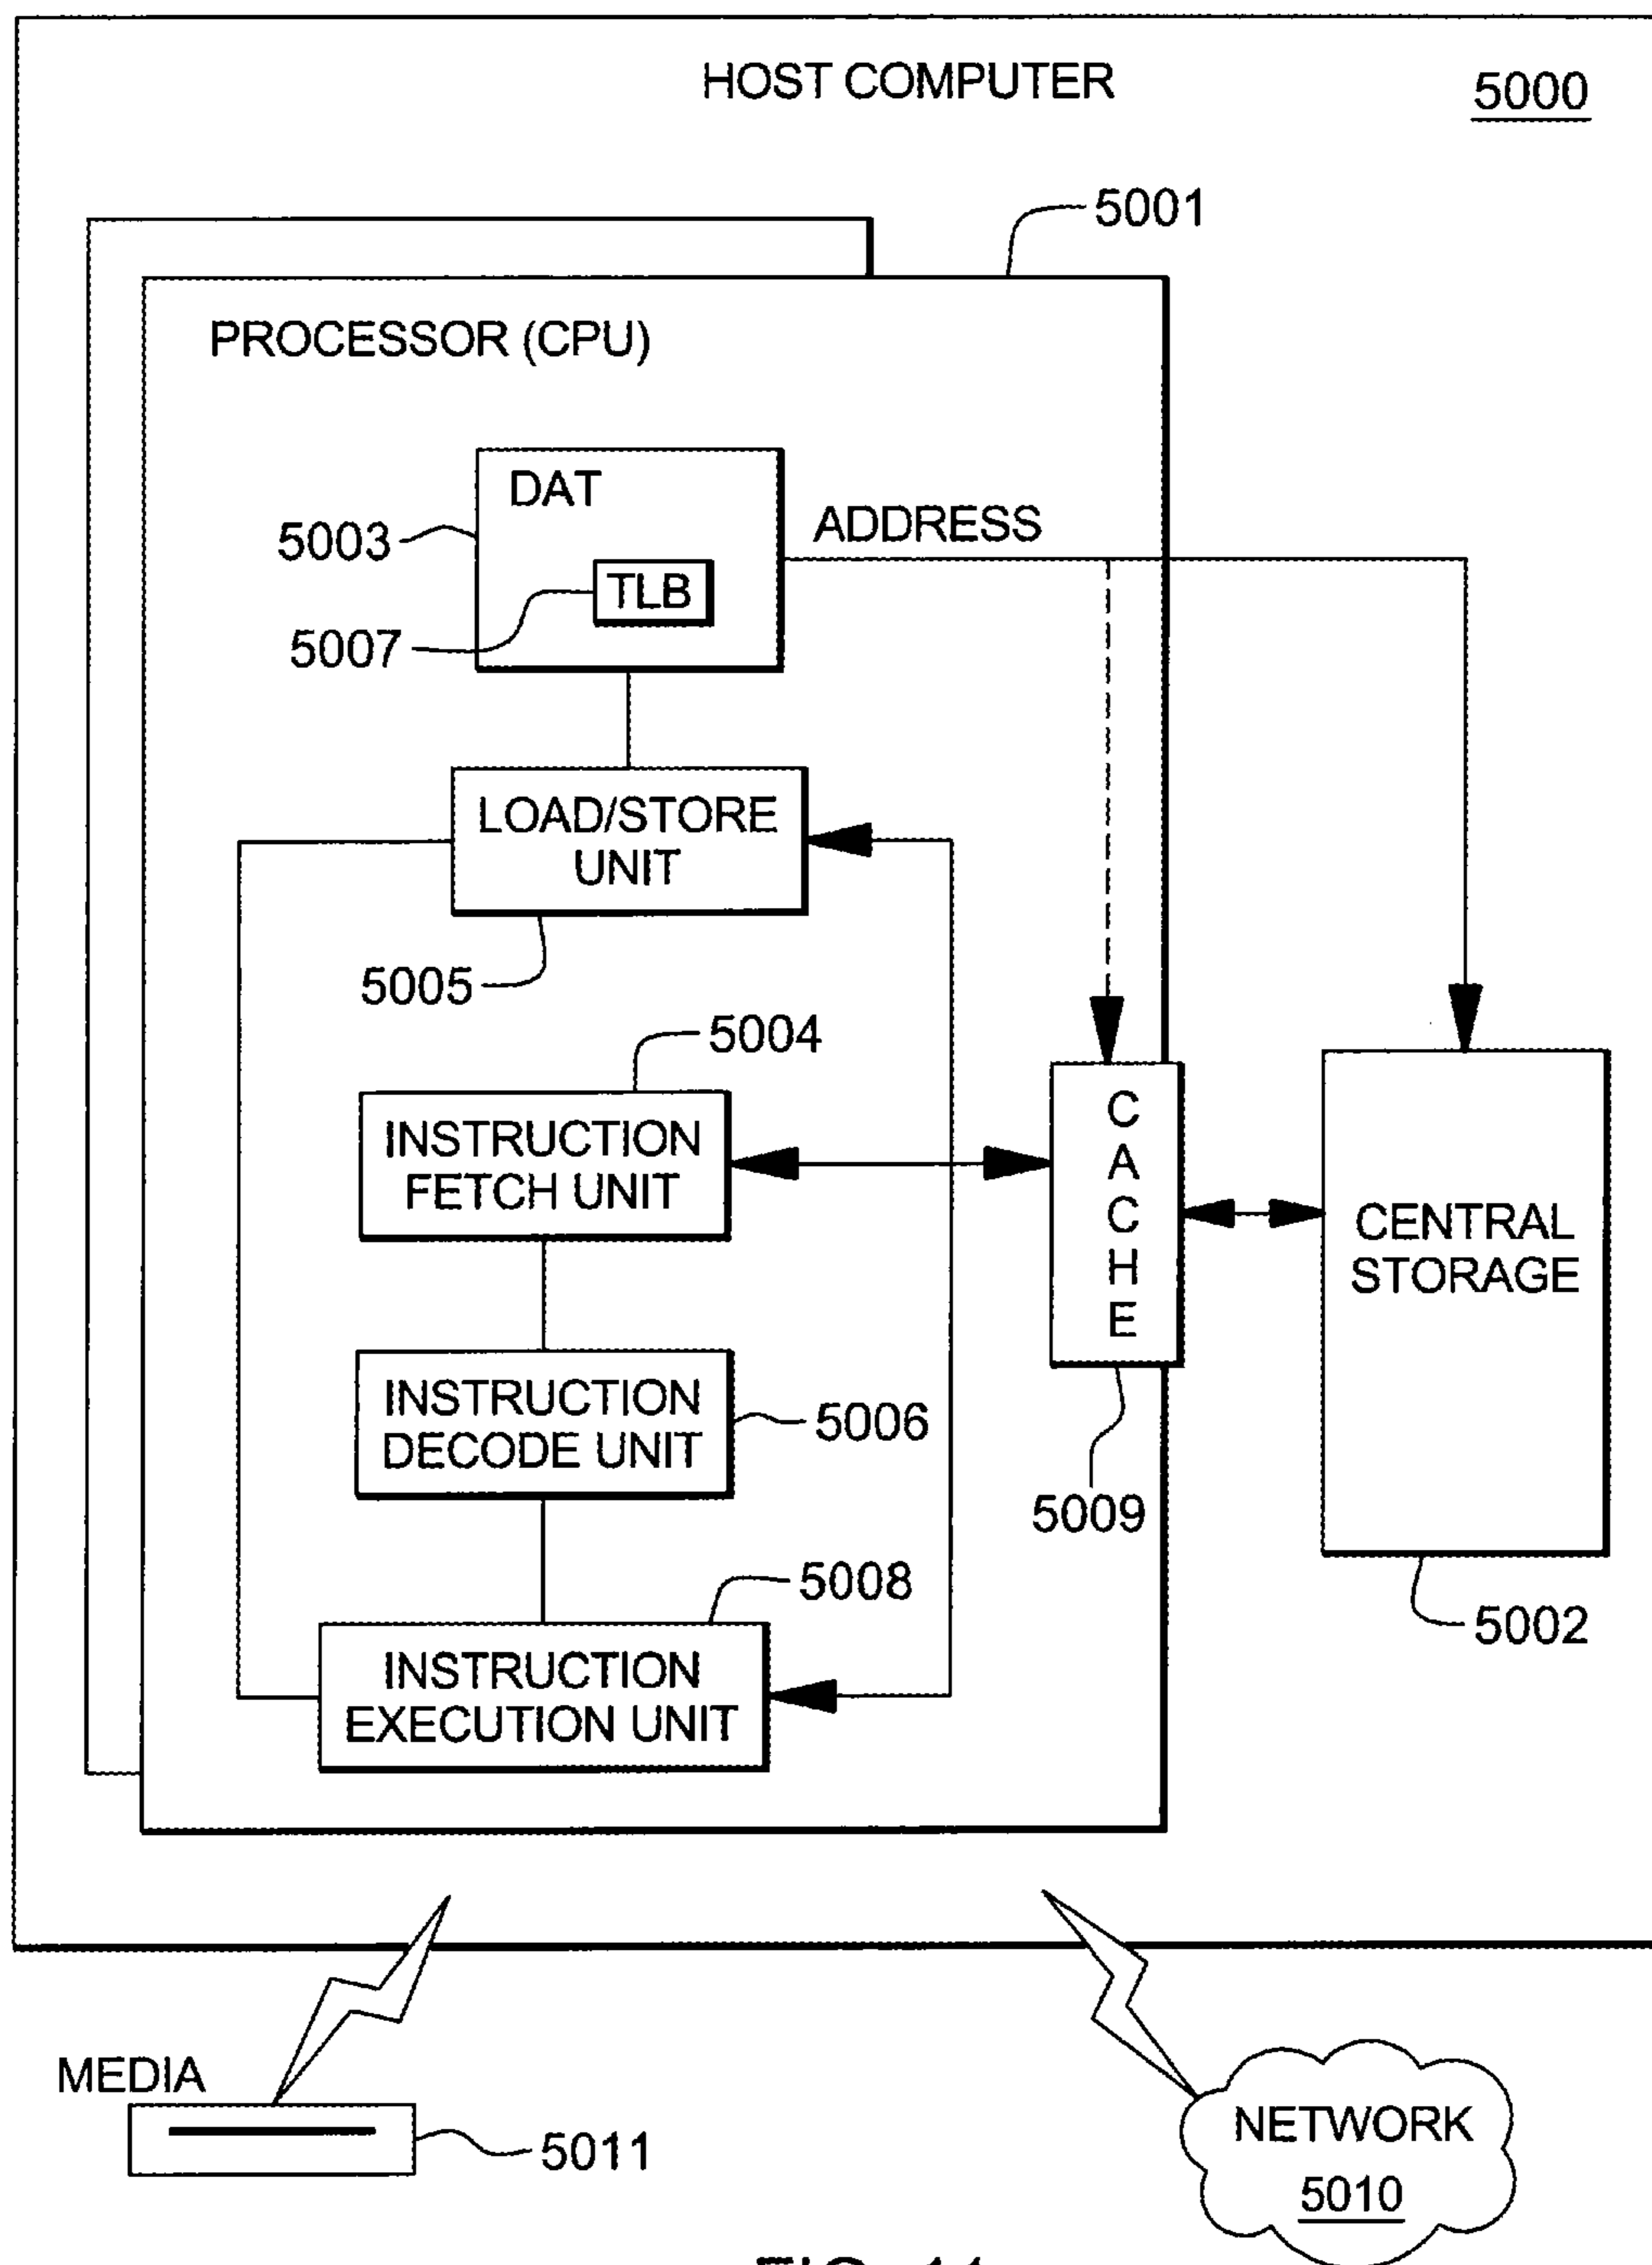 HOST COMPUTER
5000
5001
PROCESSOR (CPU)
DAT
ADDRESS
5003
TLB
5007
LOAD/STORE
UNIT
5005
5004
INSTRUCTION
FETCH UNIT
CACHE
CENTRAL
STORAGE
INSTRUCTION
DECODE UNIT
5006
5009
5008
5002
INSTRUCTION
EXECUTION UNIT
MEDIA
5011
NETWORK
5010